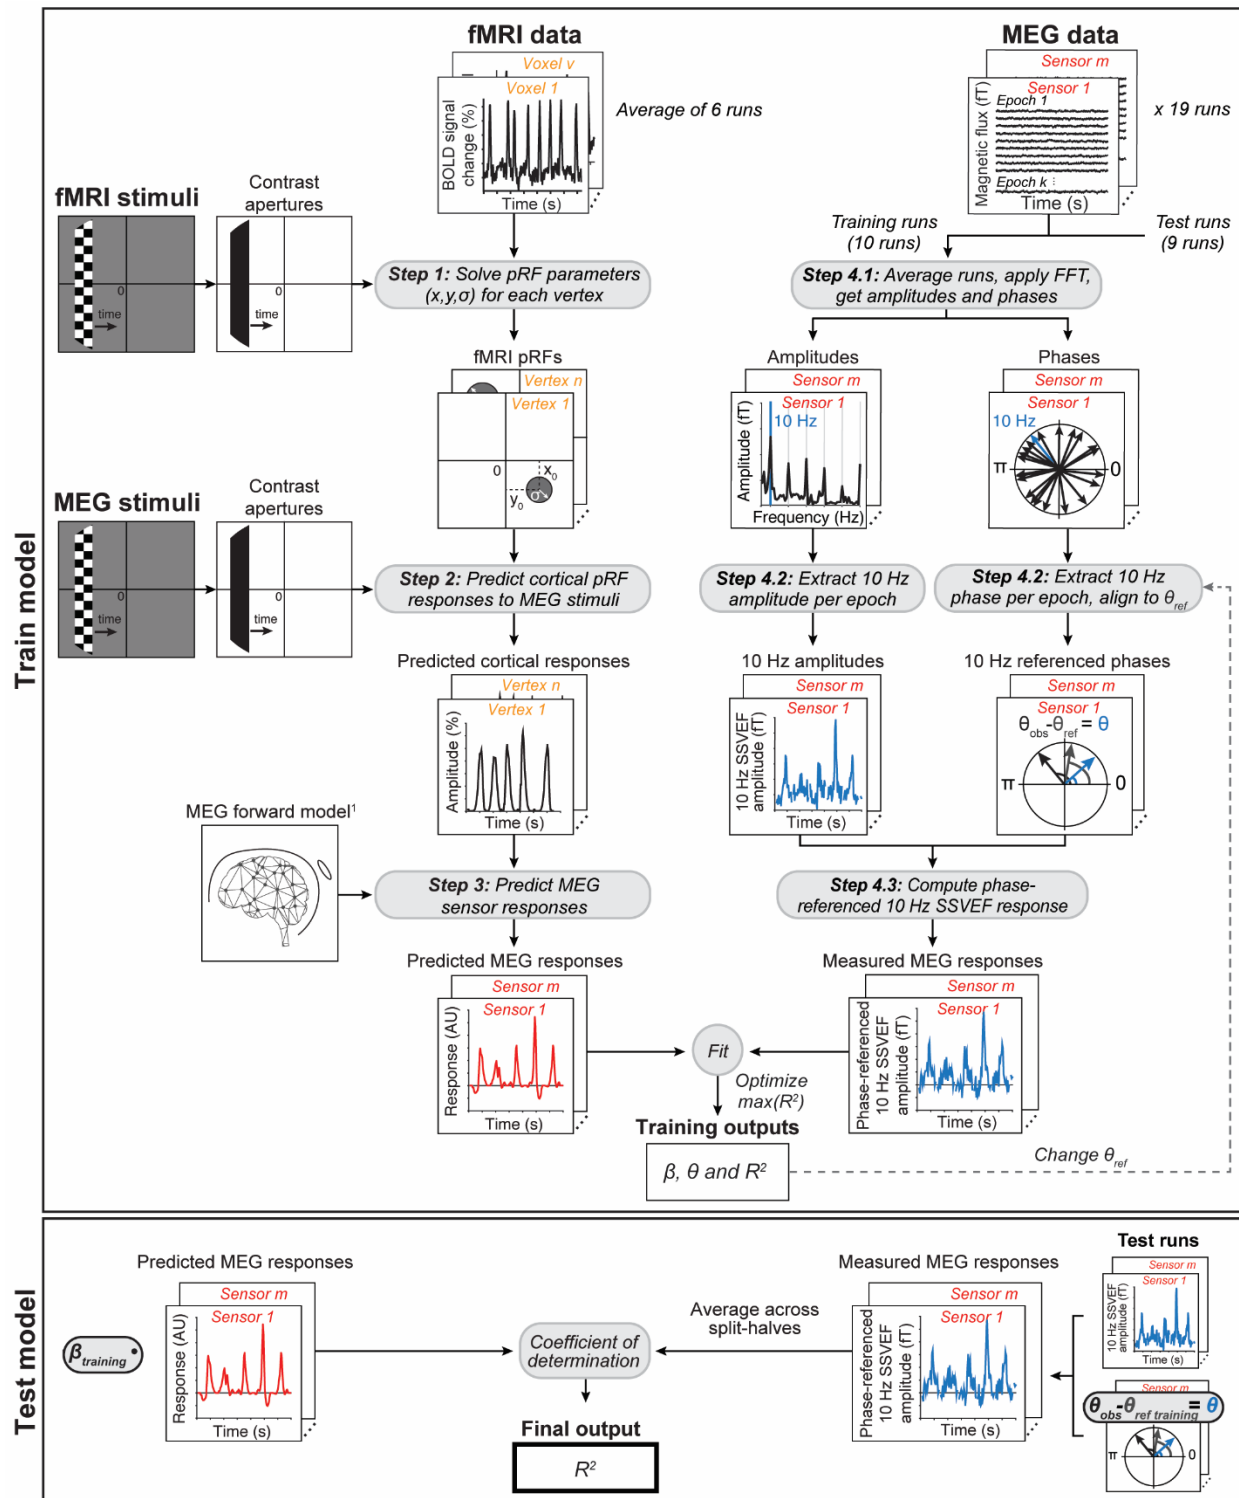 Train model
fMRI data
Voxel v
Voxel 1
BOLD signal
change (%)
Time (s)
Average of 6 runs
MEG data
Sensor m
Sensor 1
Epoch 1
Epoch k
Magnetic flux (fT)
Time (s)
x 19 runs
Training runs
(10 runs)
Test runs
(9 runs)
fMRI stimuli
0
time
Contrast
apertures
0
time
Step 1: Solve pRF parameters
(x,y,σ) for each vertex
Step 4.1: Average runs, apply FFT,
get amplitudes and phases
fMRI pRFs
Vertex n
Vertex 1
0
x₀
y₀
σ
Amplitudes
Sensor m
Sensor 1
10 Hz
Amplitude (fT)
Frequency (Hz)
Phases
Sensor m
Sensor 1
10 Hz
π
0
MEG stimuli
0
time
Contrast
apertures
0
time
Step 2: Predict cortical pRF
responses to MEG stimuli
Step 4.2: Extract 10 Hz
amplitude per epoch
Step 4.2: Extract 10 Hz
phase per epoch, align to θref
Predicted cortical responses
Vertex n
Vertex 1
Amplitude (%)
Time (s)
10 Hz amplitudes
Sensor m
Sensor 1
10 Hz SSVEF
amplitude (fT)
Time (s)
10 Hz referenced phases
Sensor m
Sensor 1
θobs-θref = θ
π
0
MEG forward model¹
Step 3: Predict MEG
sensor responses
Step 4.3: Compute phase-
referenced 10 Hz SSVEF response
Predicted MEG responses
Sensor m
Sensor 1
Response (AU)
Time (s)
Fit
Optimize
max(R²)
Measured MEG responses
Sensor m
Sensor 1
Phase-referenced
10 Hz SSVEF
amplitude (fT)
Time (s)
Training outputs
β, θ and R²
Change θref
Test model
βtraining
Predicted MEG responses
Sensor m
Sensor 1
Response (AU)
Time (s)
Coefficient of
determination
Average across
split-halves
Measured MEG responses
Sensor m
Sensor 1
Phase-referenced
10 Hz SSVEF
amplitude (fT)
Time (s)
Test runs
Sensor m
Sensor 1
10 Hz SSVEF
amplitude (fT)
Time (s)
Sensor m
θobs-θref training = θ
π
0
Final output
R²